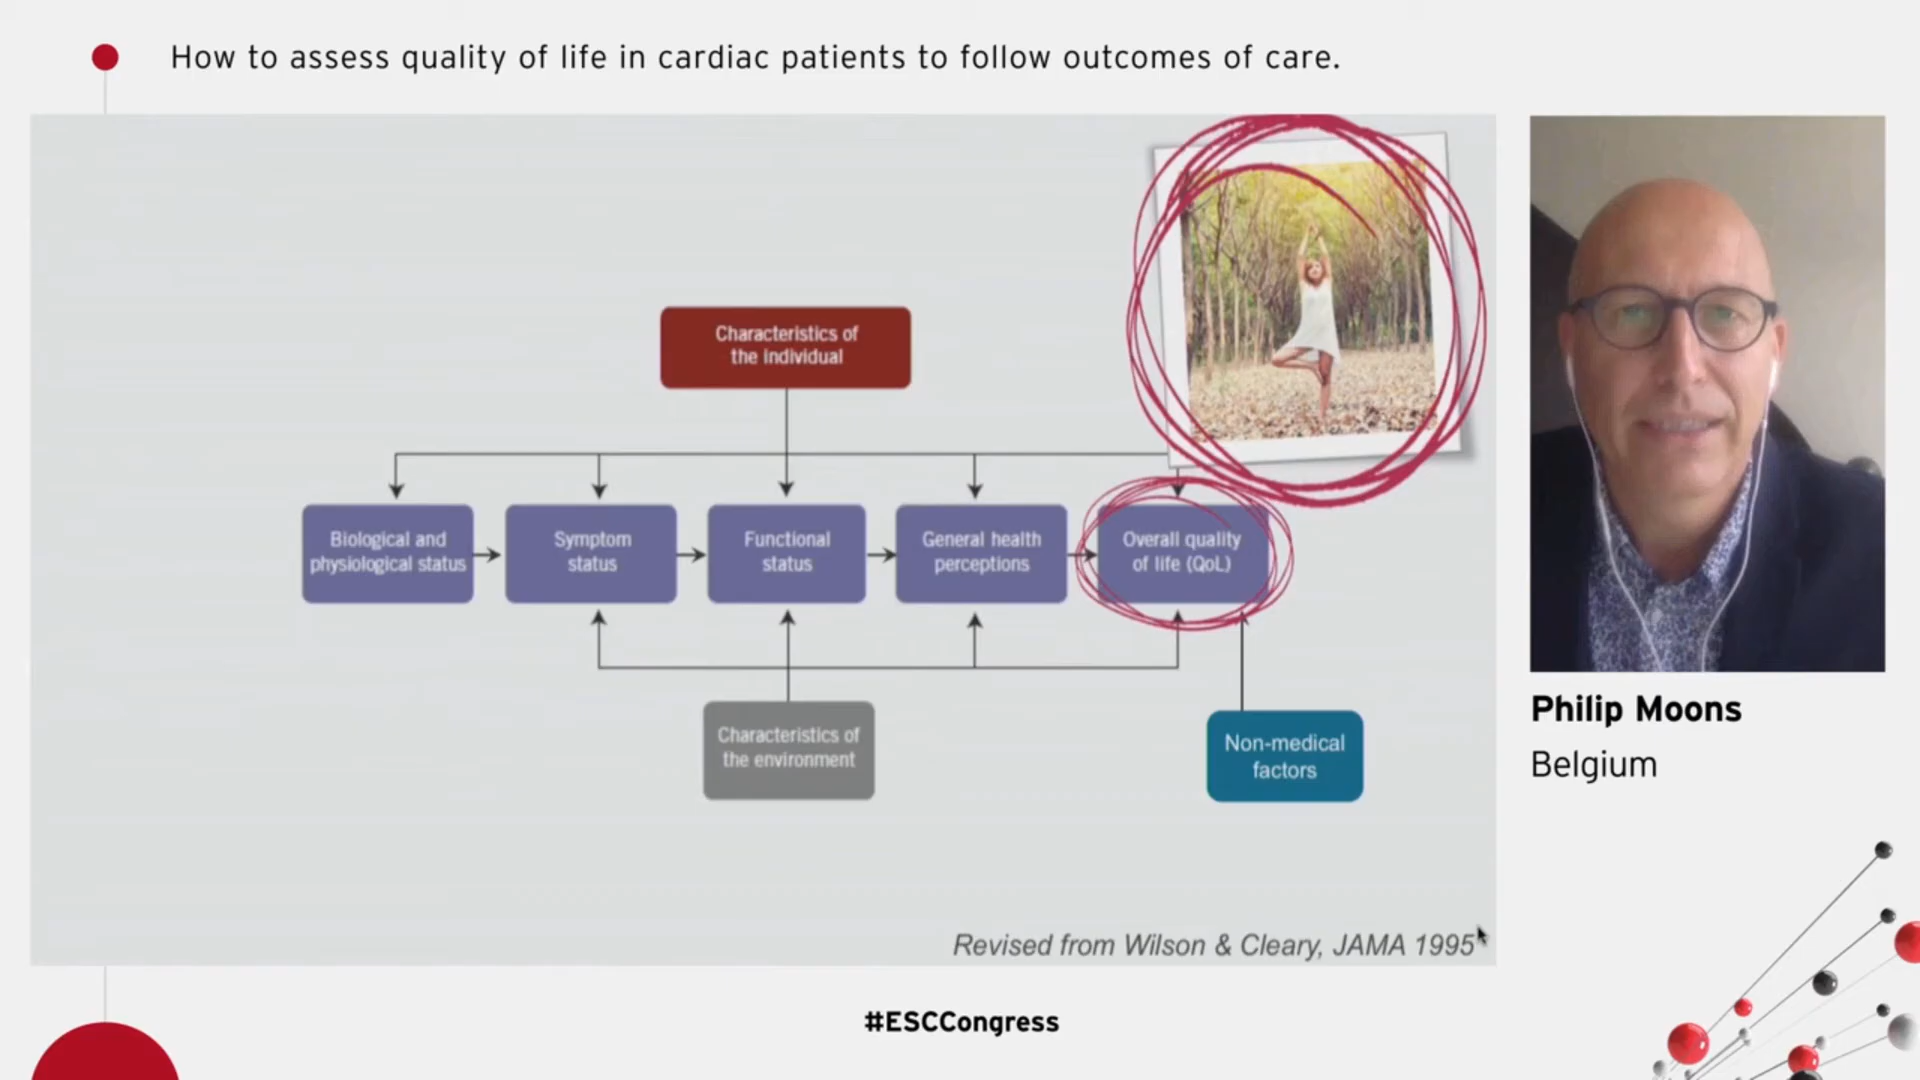 How to assess quality of life in cardiac patients to follow outcomes of care.
Characteristics of
the individual
Biological and
physiological status
Symptom
status
Functional
status
General health
perceptions
Overall quality
of life (QoL)
Characteristics of
the environment
Non-medical
factors
Revised from Wilson & Cleary, JAMA 1995
Philip Moons
Belgium
#ESCCongress